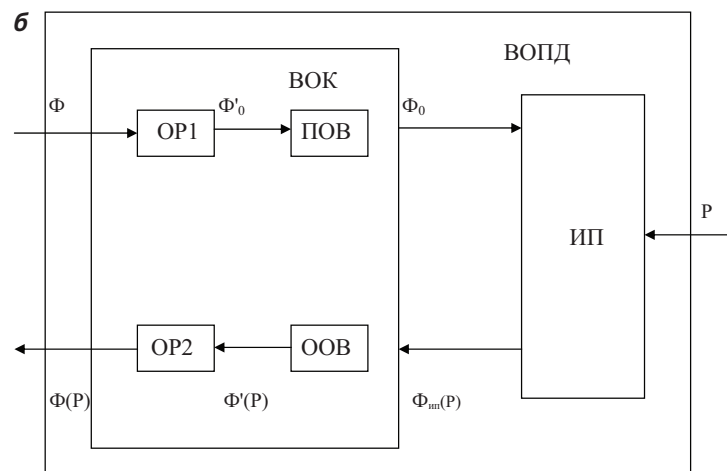 б
ВОПД
ВОК
Ф
Ф'₀
Ф₀
ОР1
ПОВ
Р
ИП
ОР2
ООВ
Ф(Р)
Ф'(Р)
Фип(Р)